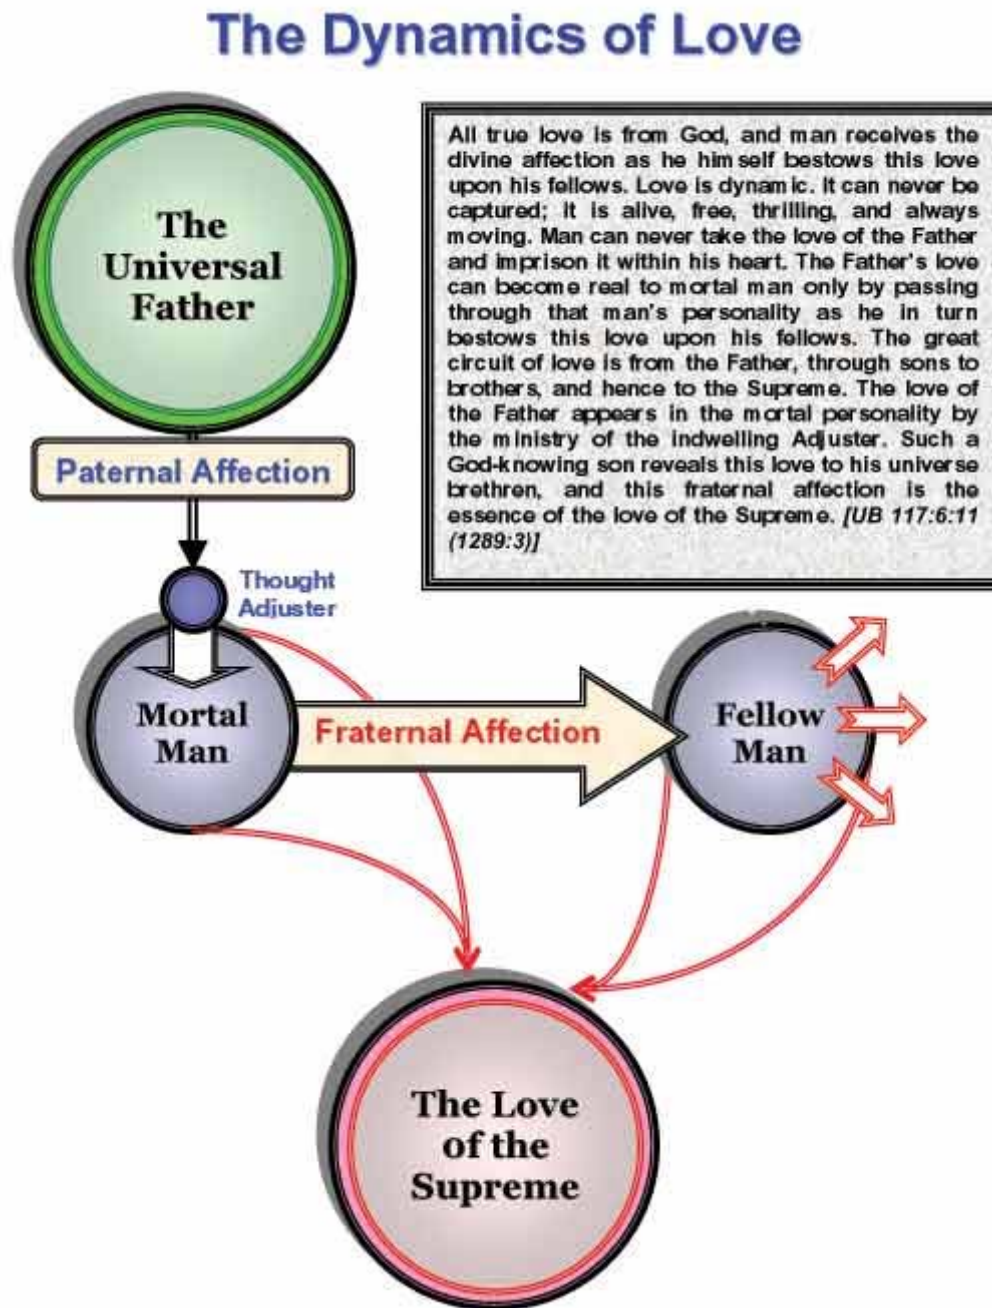 The Dynamics of Love
The
Universal
Father
All true love is from God, and man receives the
divine affection as he himself bestows this love
upon his fellows. Love is dynamic. It can never be
captured; it is alive, free, thrilling, and always
moving. Man can never take the love of the Father
and imprison it within his heart. The Father's love
can become real to mortal man only by passing
through that man's personality as he in turn
bestows this love upon his fellows. The great
circuit of love is from the Father, through sons to
brothers, and hence to the Supreme. The love of
the Father appears in the mortal personality by
the ministry of the indwelling Adjuster. Such a
God-knowing son reveals this love to his universe
brethren, and this fraternal affection is the
essence of the love of the Supreme. [UB 117:6:11
(1289:3)]
Paternal Affection
Thought
Adjuster
Mortal
Man
Fraternal Affection
Fellow
Man
The Love
of the
Supreme